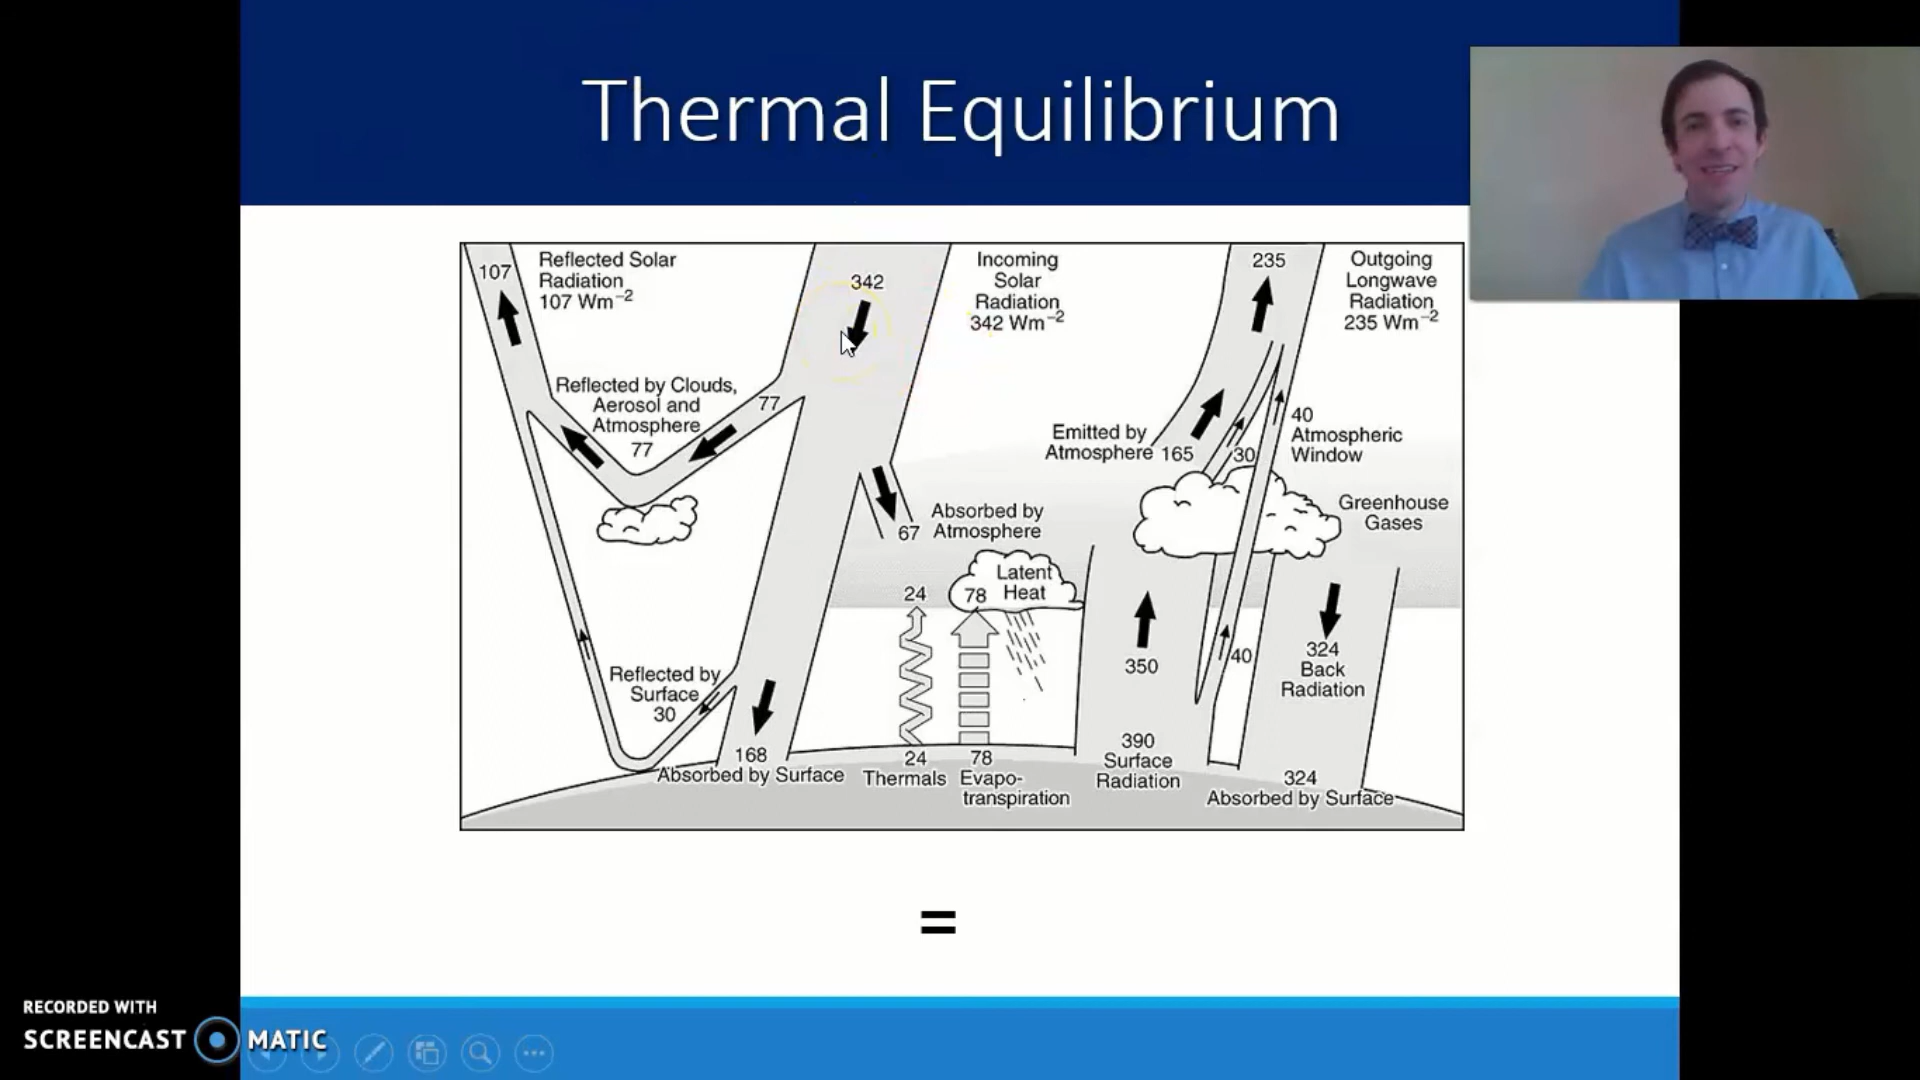 Thermal Equilibrium
107
Reflected Solar
Radiation
107 Wm⁻²
342
Incoming
Solar
Radiation
342 Wm⁻²
235
Outgoing
Longwave
Radiation
235 Wm⁻²
Reflected by Clouds,
Aerosol and
Atmosphere
77
77
Emitted by
Atmosphere 165
30
40
Atmospheric
Window
Greenhouse
Gases
67
Absorbed by
Atmosphere
24
78
Latent
Heat
350
40
324
Back
Radiation
Reflected by
Surface
30
168
Absorbed by Surface
24
Thermals
78
Evapo-
transpiration
390
Surface
Radiation
324
Absorbed by Surface
=
RECORDED WITH
SCREENCAST MATIC